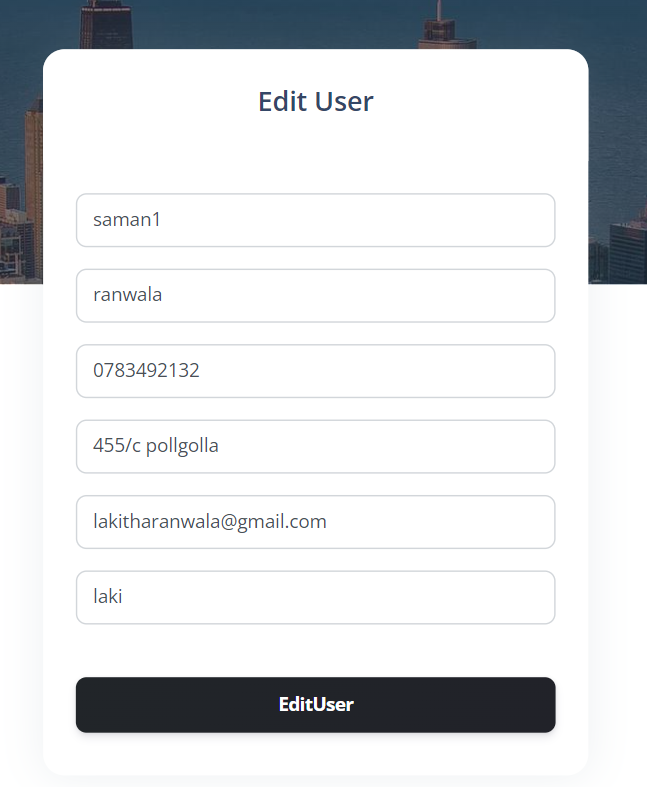 Edit User
saman1
ranwala
0783492132
455/c pollgolla
lakitharanwala@gmail.com
laki
EditUser